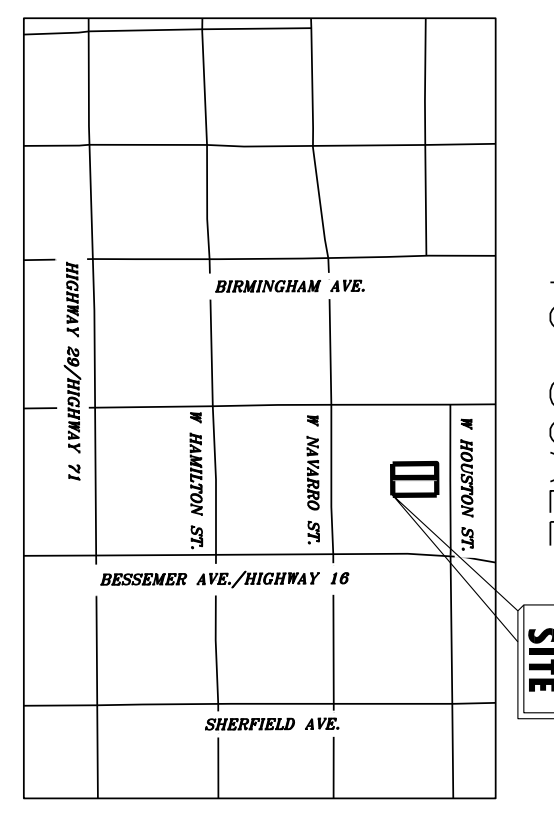 BIRMINGHAM AVE.
HIGHWAY 29/HIGHWAY 71
W HAMILTON ST.
W NAVARRO ST.
W HOUSTON ST.
BESSEMER AVE./HIGHWAY 16
SITE
SHERFIELD AVE.